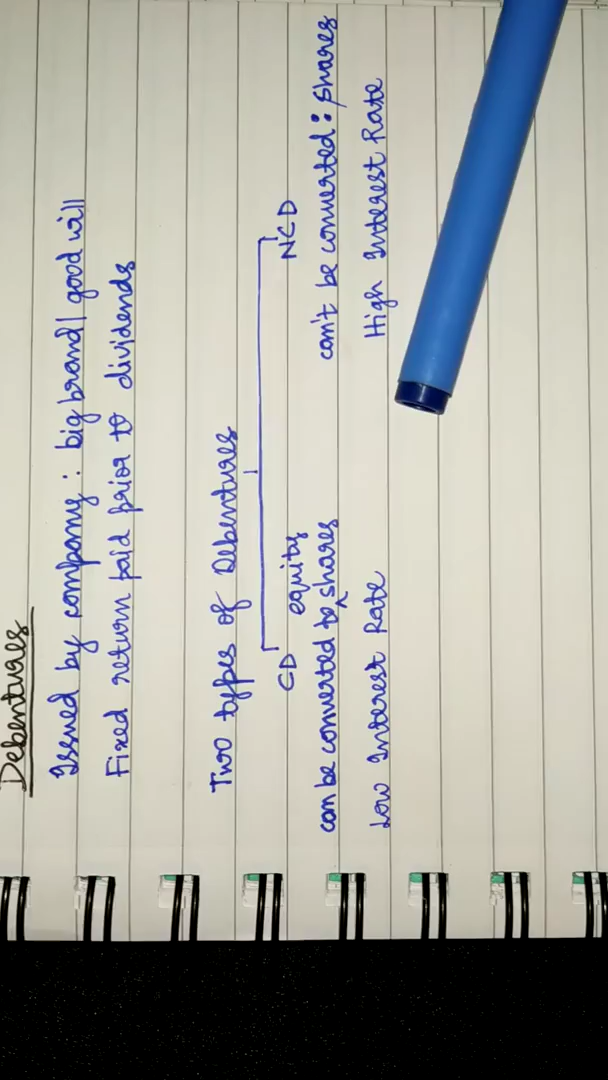 Debentures
Issued by company : big brand | good will
Fixed return paid prior to dividends
Two types of Debentures
CD NCD
equity
can be converted to ^ shares can't be converted : shares
Low Interest Rate High Interest Rate